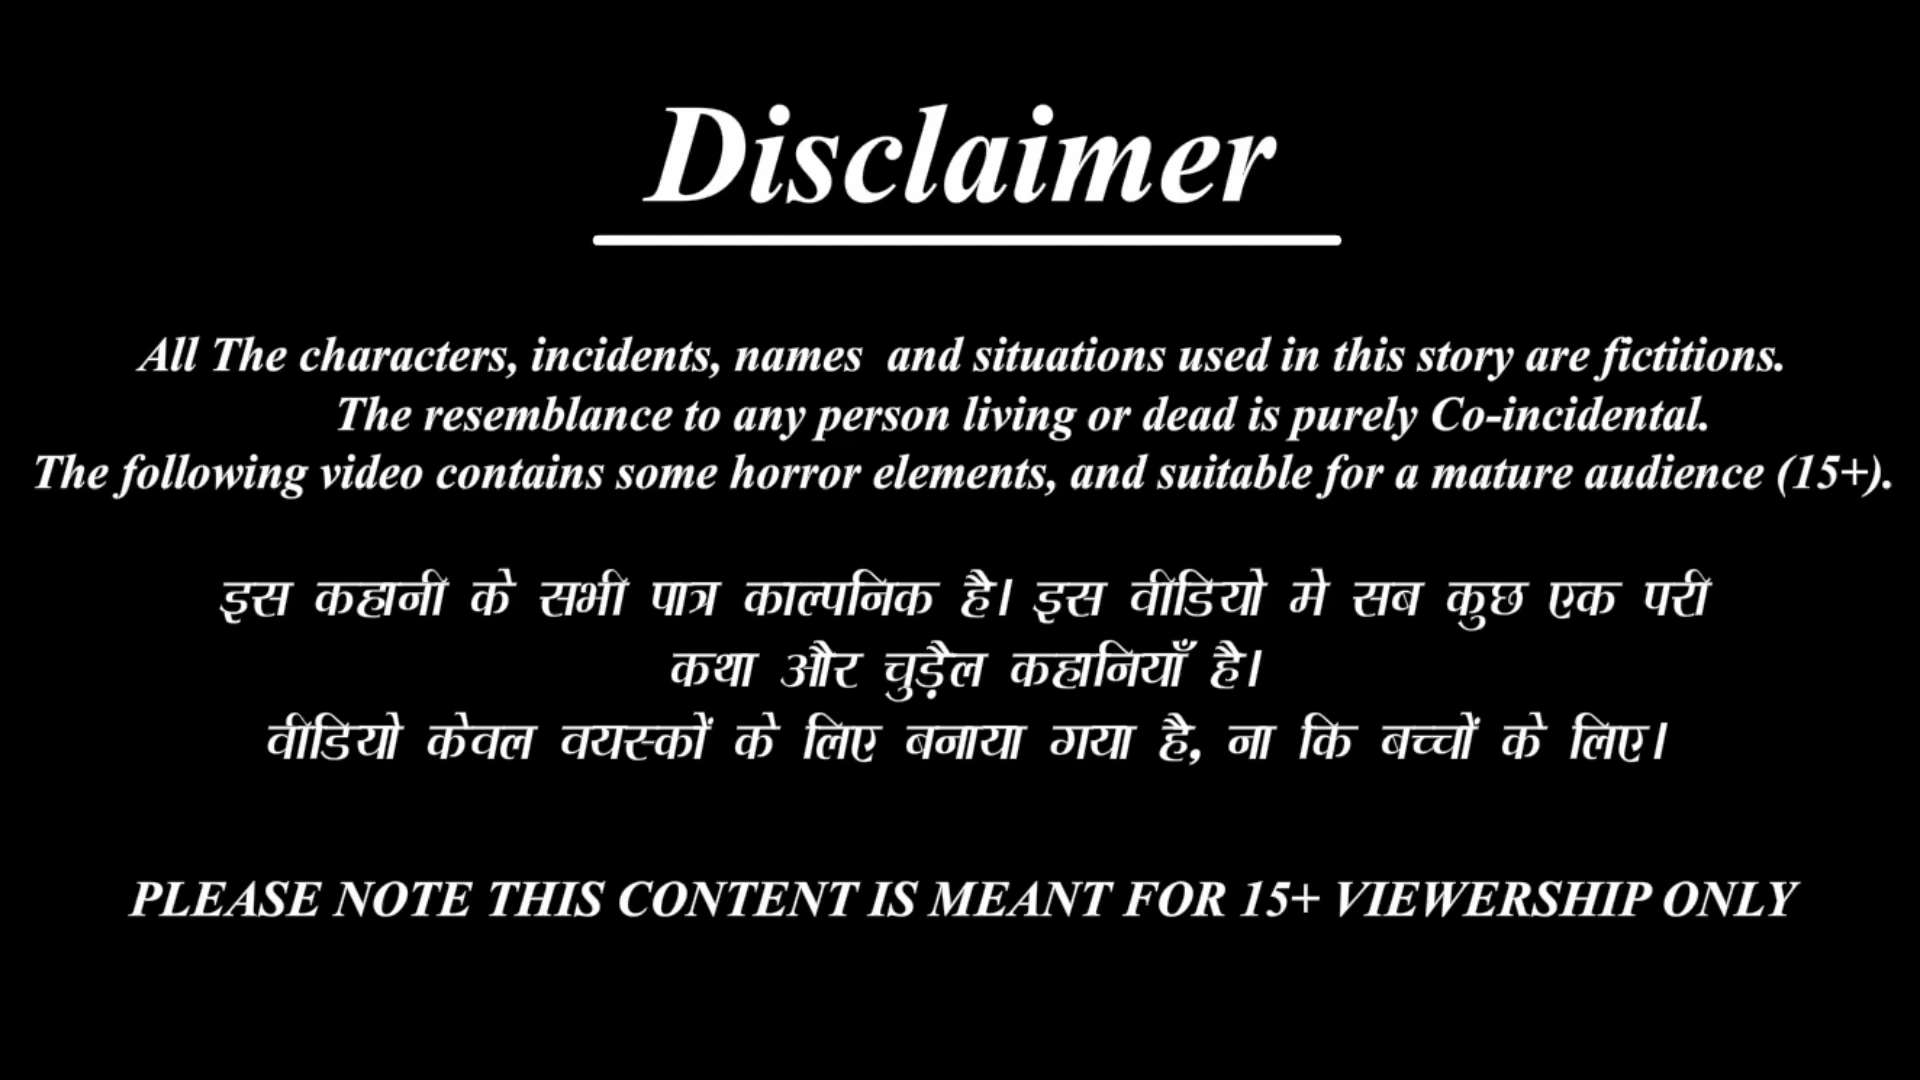 Disclaimer
All The characters, incidents, names and situations used in this story are fictitions.
The resemblance to any person living or dead is purely Co-incidental.
The following video contains some horror elements, and suitable for a mature audience (15+).
इस कहानी के सभी पात्र काल्पनिक है। इस वीडियो मे सब कुछ एक परी
कथा और चुड़ैल कहानियाँ है।
वीडियो केवल वयस्कों के लिए बनाया गया है, ना कि बच्चों के लिए।
PLEASE NOTE THIS CONTENT IS MEANT FOR 15+ VIEWERSHIP ONLY